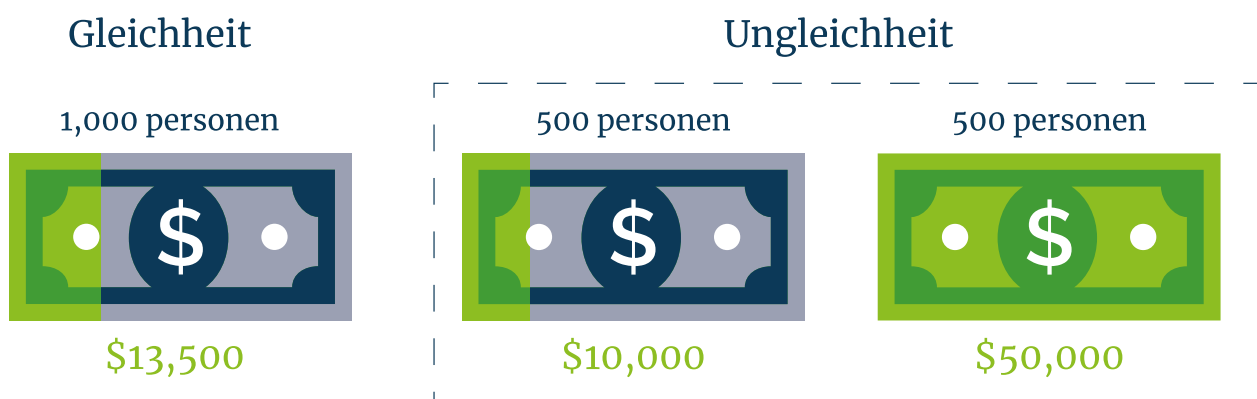 Gleichheit
1,000 personen
$
$13,500
Ungleichheit
500 personen
$
$10,000
500 personen
$
$50,000